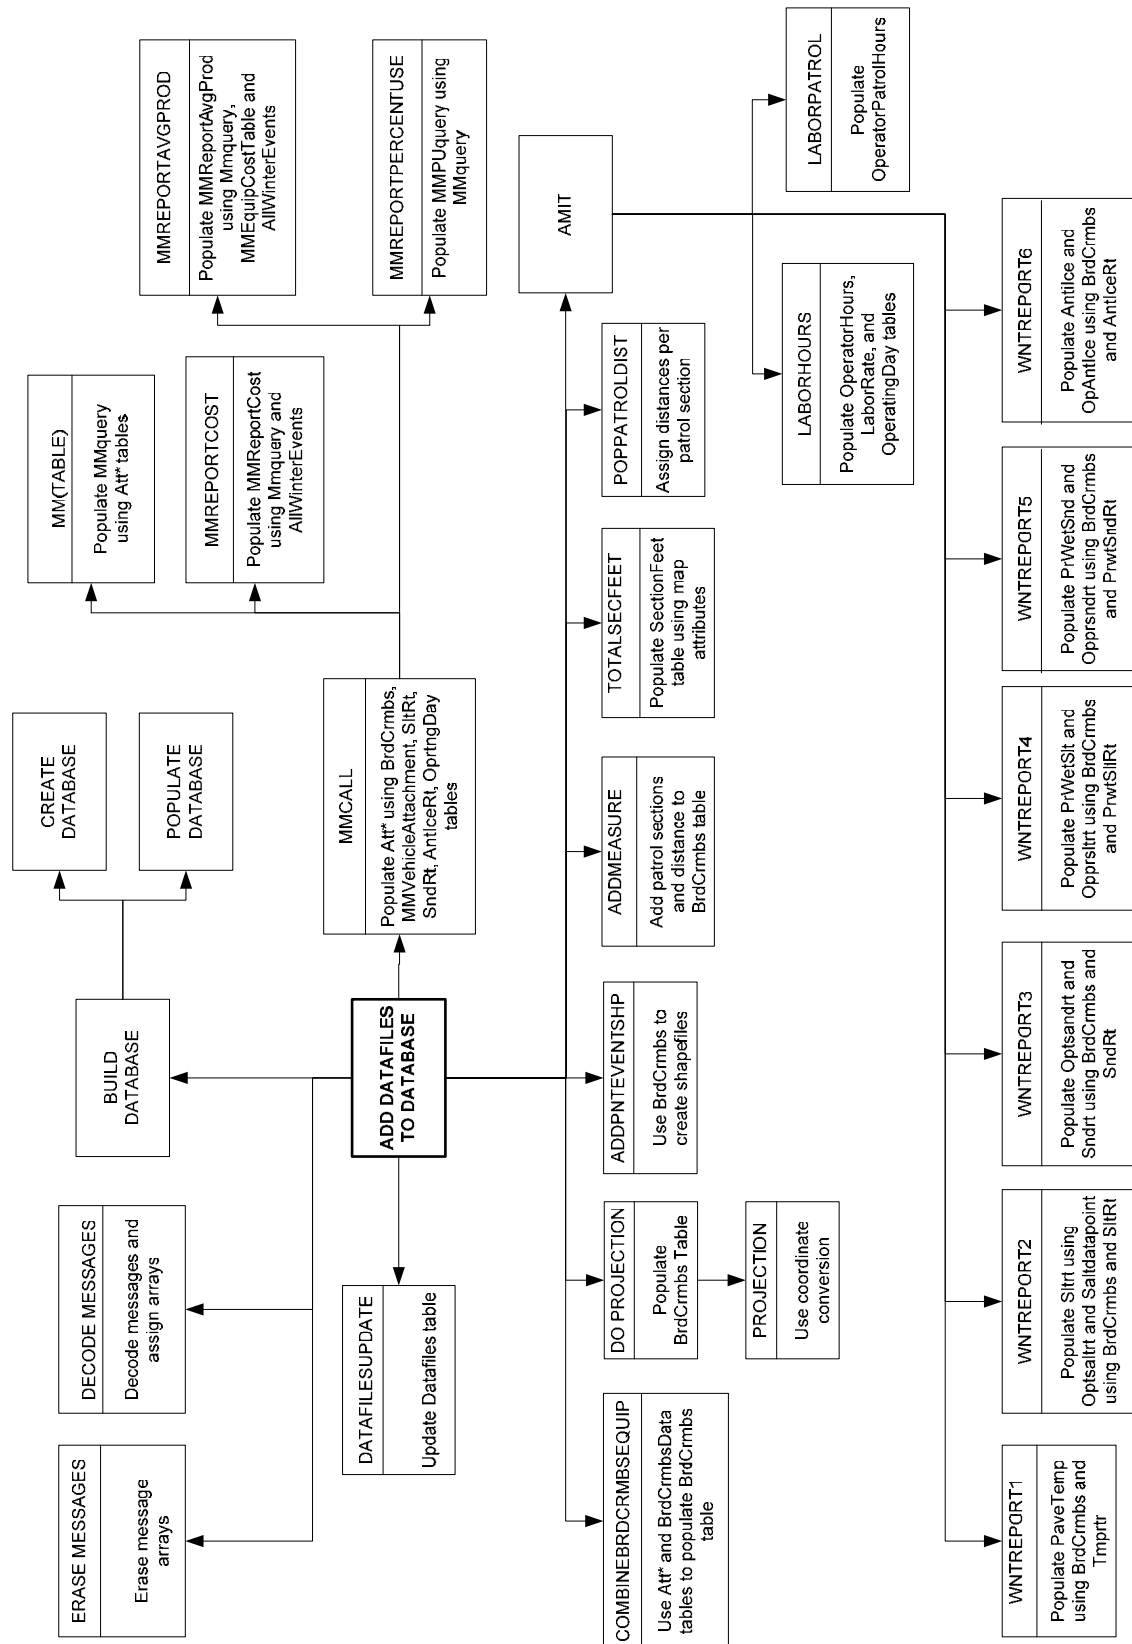 ERASE MESSAGES
Erase message
arrays
DECODE MESSAGES
Decode messages and
assign arrays
BUILD
DATABASE
CREATE
DATABASE
POPULATE
DATABASE
MM(TABLE)
Populate MMquery
using Att* tables
MMREPORTCOST
Populate MMReportCost
using Mmquery and
AllWinterEvents
MMREPORTAVGPROD
Populate MMReportAvgProd
using Mmquery,
MMEquipCostTable and
AllWinterEvents
MMREPORTPERCENTUSE
Populate MMPUquery using
MMquery
DATAFILESUPDATE
Update Datafiles table
ADD DATAFILES
TO DATABASE
MMCALL
Populate Att* using BrdCrmbs,
MMVehicleAttachment, SltRt,
SndRt, AntIceRt, OprtngDay
tables
COMBINEBRDCRMBSEQUIP
Use Att* and BrdCrmbsData
tables to populate BrdCrmbs
table
DO PROJECTION
Populate
BrdCrmbs Table
PROJECTION
Use coordinate
conversion
ADDPNTEVENTSHP
Use BrdCrmbs to
create shapefiles
ADDMEASURE
Add patrol sections
and distance to
BrdCrmbs table
TOTALSECFEET
Populate SectionFeet
table using map
attributes
POPPATROLDIST
Assign distances per
patrol section
AMIT
LABORHOURS
Populate OperatorHours,
LaborRate, and
OperatingDay tables
LABORPATROL
Populate
OperatorPatrolHours
WNTREPORT1
Populate PaveTemp
using BrdCrmbs and
Tmprtr
WNTREPORT2
Populate Sltrt using
Optsaltrt and Saltdatapoint
using BrdCrmbs and SltRt
WNTREPORT3
Populate Optsandrt and
Sndrt using BrdCrmbs and
SndRt
WNTREPORT4
Populate PrWetSlt and
Opprsltrt using BrdCrmbs
and PrwtSllRt
WNTREPORT5
Populate PrWetSnd and
Opprsndrt using BrdCrmbs
and PrwtSndRt
WNTREPORT6
Populate AntiIce and
OpAntIce using BrdCrmbs
and AntIceRt